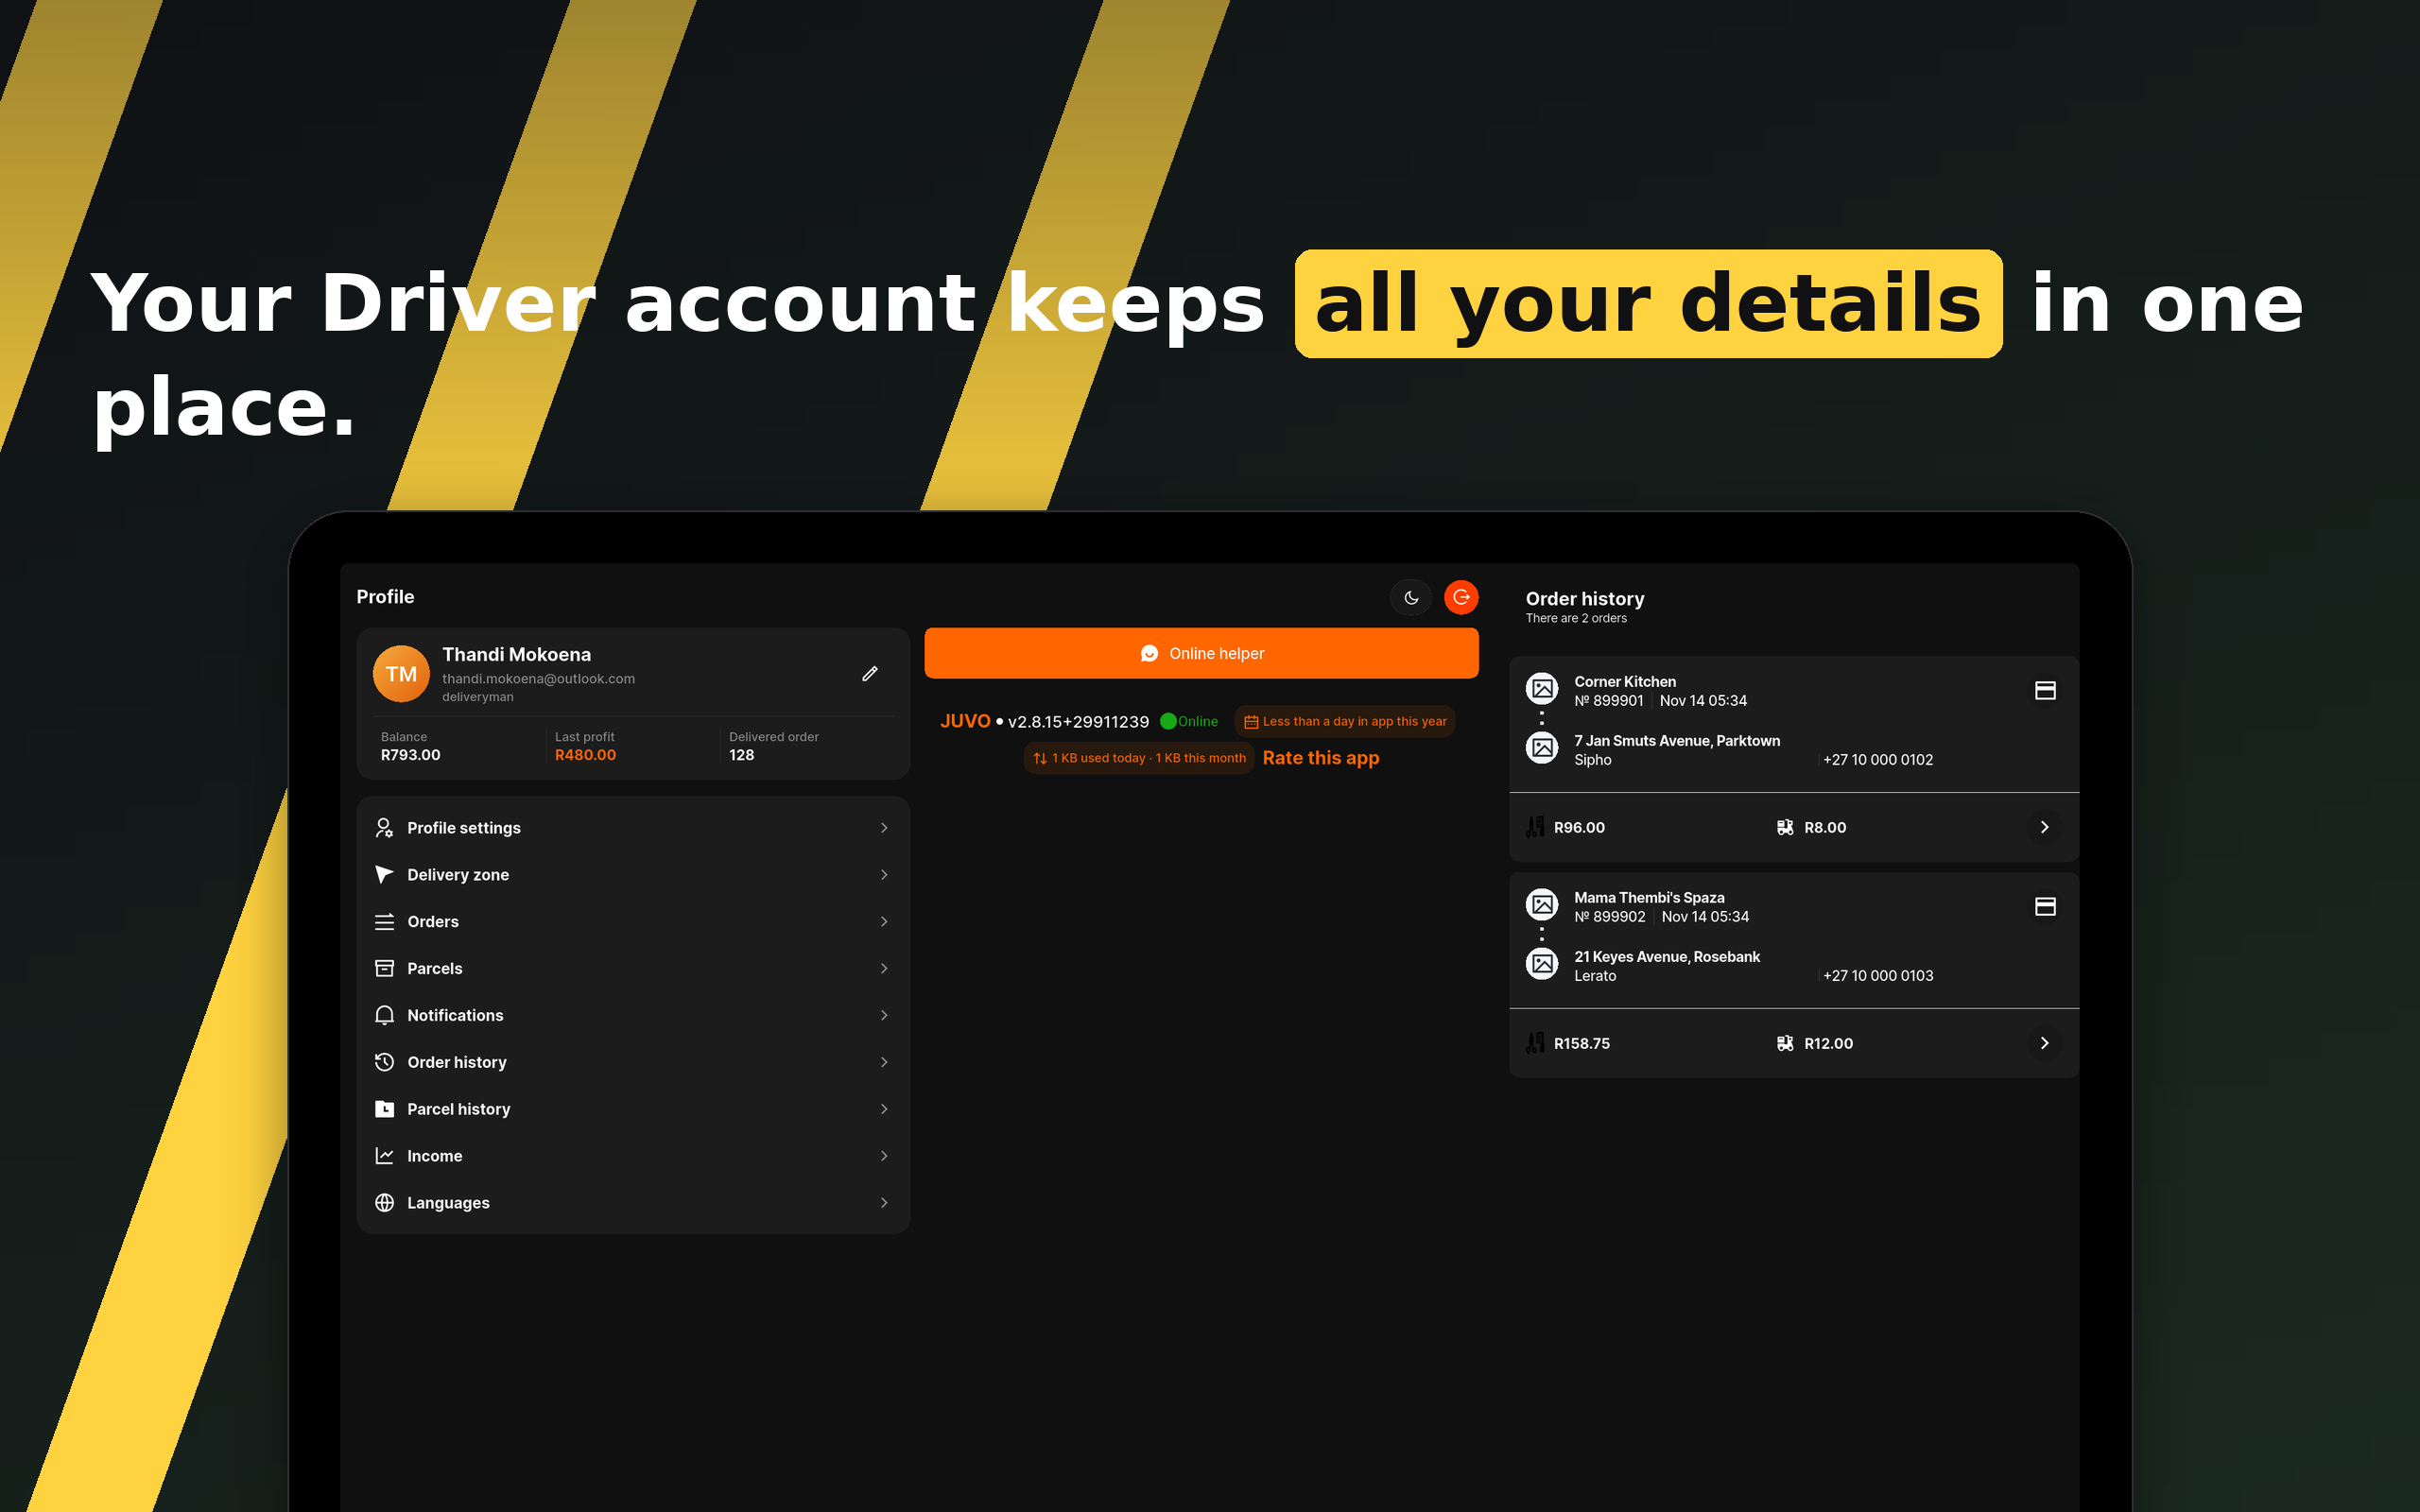 Your Driver account keeps all your details in one
place.
Profile
TM
Thandi Mokoena
thandi.mokoena@outlook.com
deliveryman
Balance
R793.00
Last profit
R480.00
Delivered order
128
Profile settings
Delivery zone
Orders
Parcels
Notifications
Order history
Parcel history
Income
Languages
Online helper
JUVO • v2.8.15+29911239 Online Less than a day in app this year
1 KB used today · 1 KB this month Rate this app
Order history
There are 2 orders
Corner Kitchen
№ 899901 Nov 14 05:34
7 Jan Smuts Avenue, Parktown
Sipho +27 10 000 0102
R96.00 R8.00
Mama Thembi's Spaza
№ 899902 Nov 14 05:34
21 Keyes Avenue, Rosebank
Lerato +27 10 000 0103
R158.75 R12.00